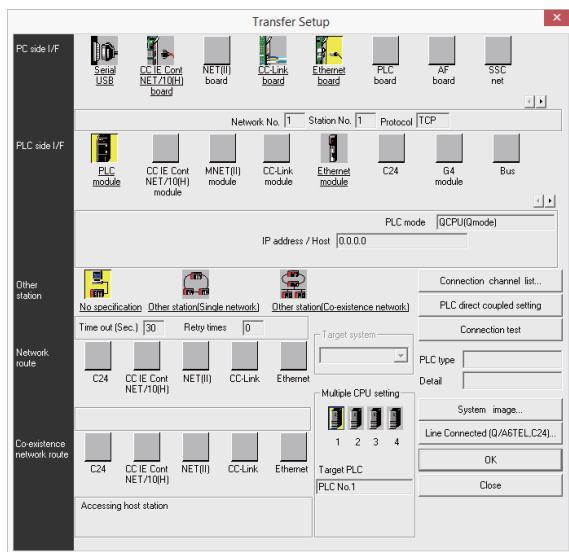 Transfer Setup
PC side I/F
Serial USB
CC IE Cont NET/10(H) board
NET(II) board
CC-Link board
Ethernet board
PLC board
AF board
SSC net
Network No. 1 Station No. 1 Protocol TCP
PLC side I/F
PLC module
CC IE Cont NET/10(H) module
MNET(II) module
CC-Link module
Ethernet module
C24
G4 module
Bus
PLC mode QCPU(Qmode)
IP address / Host 0.0.0.0
Other station
No specification
Other station(Single network)
Other station(Co-existence network)
Time out (Sec.) 30 Retry times 0
Connection channel list...
PLC direct coupled setting
Connection test
Target system
PLC type
Detail
Network route
C24
CC IE Cont NET/10(H)
NET(II)
CC-Link
Ethernet
Multiple CPU setting
1 2 3 4
Target PLC
PLC No.1
System image...
Line Connected (Q/A6TEL,C24)...
OK
Close
Co-existence network route
C24
CC IE Cont NET/10(H)
NET(II)
CC-Link
Ethernet
Accessing host station